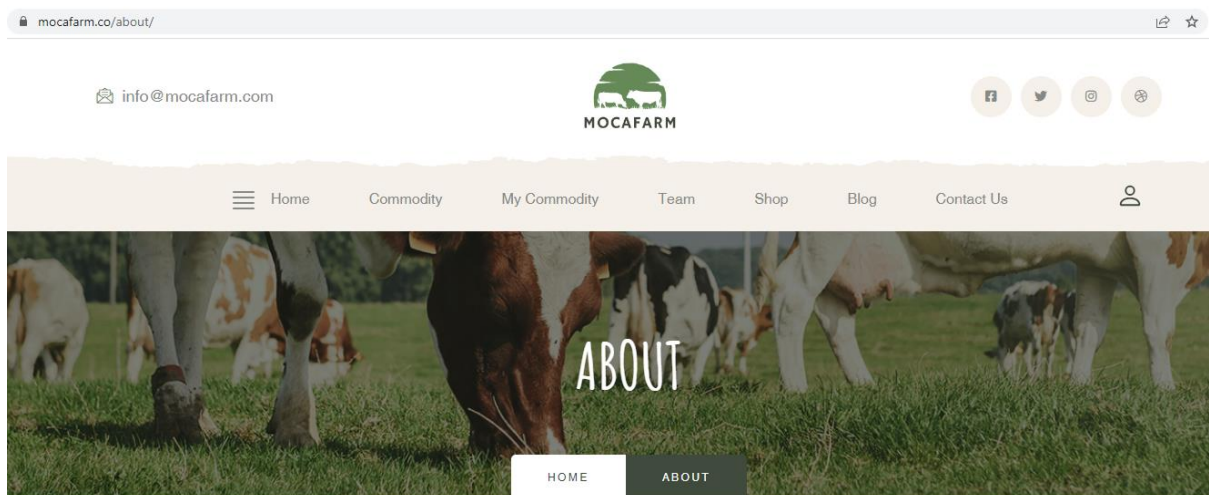 mocafarm.co/about/
info@mocafarm.com
MOCAFARM
Home Commodity My Commodity Team Shop Blog Contact Us
ABOUT
HOME ABOUT